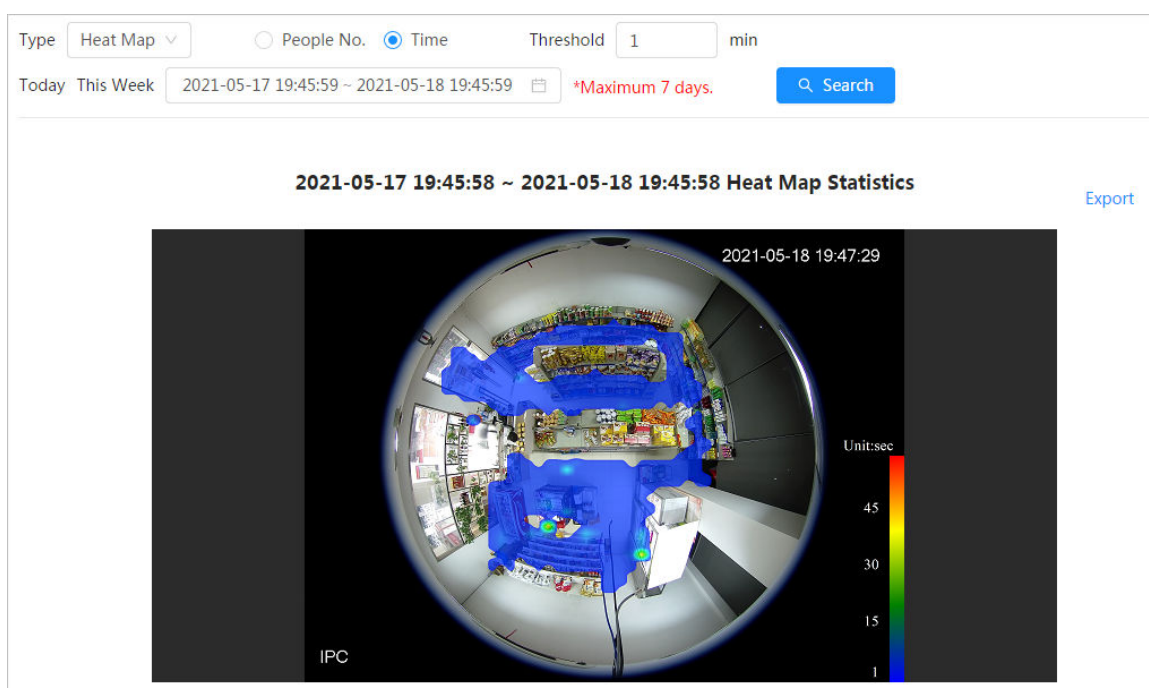 Type Heat Map People No. Time Threshold 1 min
Today This Week 2021-05-17 19:45:59 ~ 2021-05-18 19:45:59 *Maximum 7 days. Search
2021-05-17 19:45:58 ~ 2021-05-18 19:45:58 Heat Map Statistics
Export
2021-05-18 19:47:29
Unit:sec
45
30
15
1
IPC